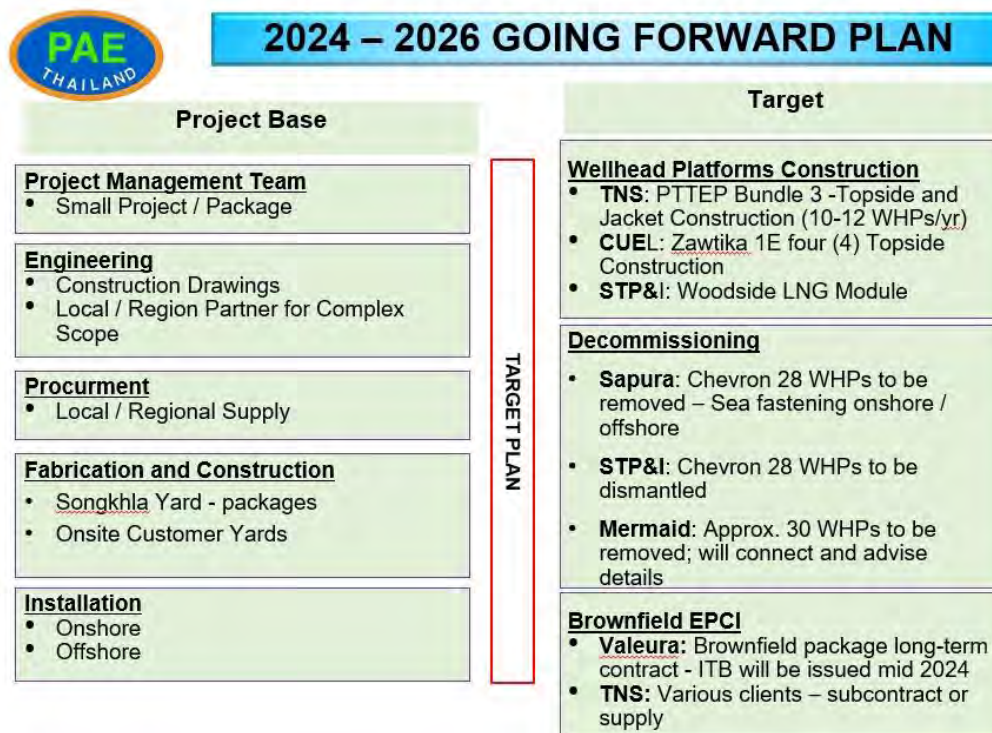 PAE
THAILAND
2024 – 2026 GOING FORWARD PLAN
Project Base
Project Management Team
• Small Project / Package
Engineering
• Construction Drawings
• Local / Region Partner for Complex
Scope
Procurment
• Local / Regional Supply
Fabrication and Construction
• Songkhla Yard - packages
• Onsite Customer Yards
Installation
• Onshore
• Offshore
TARGET PLAN
Target
Wellhead Platforms Construction
• TNS: PTTEP Bundle 3 -Topside and
Jacket Construction (10-12 WHPs/yr)
• CUEL: Zawtika 1E four (4) Topside
Construction
• STP&I: Woodside LNG Module
Decommissioning
• Sapura: Chevron 28 WHPs to be
removed – Sea fastening onshore /
offshore
• STP&I: Chevron 28 WHPs to be
dismantled
• Mermaid: Approx. 30 WHPs to be
removed; will connect and advise
details
Brownfield EPCI
• Valeura: Brownfield package long-term
contract - ITB will be issued mid 2024
• TNS: Various clients – subcontract or
supply